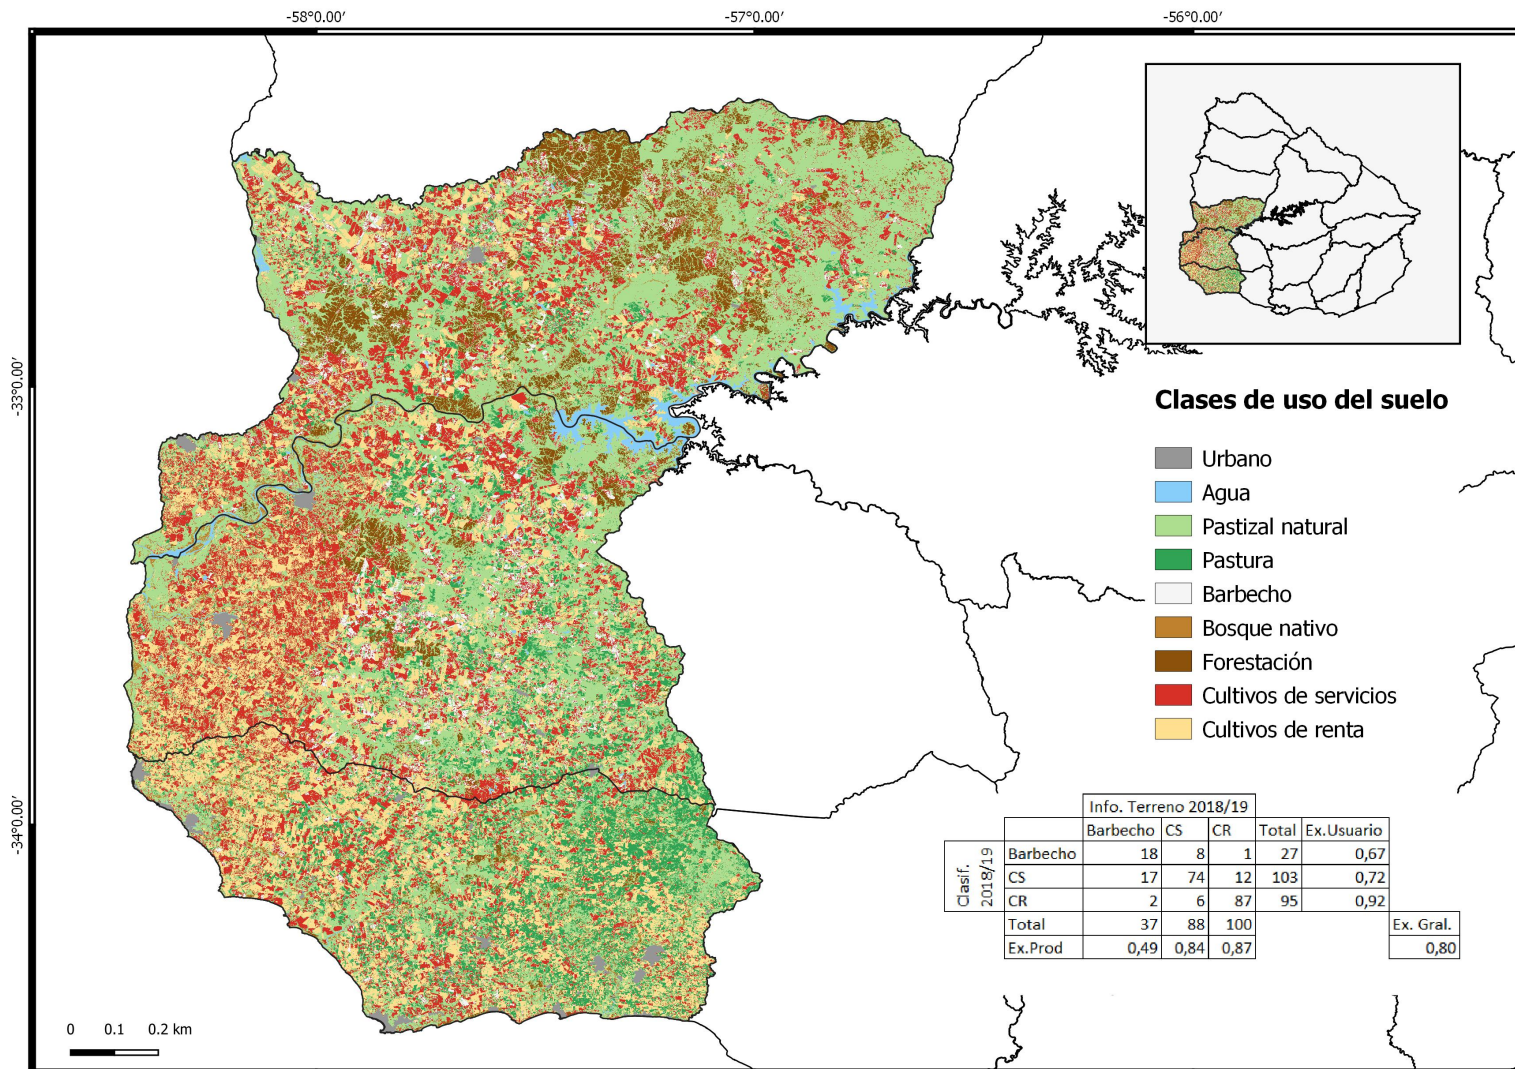 -58°0.00′ -57°0.00′ -56°0.00′
-33°0.00′
-34°0.00′
Clases de uso del suelo
Urbano
Agua
Pastizal natural
Pastura
Barbecho
Bosque nativo
Forestación
Cultivos de servicios
Cultivos de renta
Info. Terreno 2018/19
Barbecho CS CR Total Ex.Usuario
Clasif.
2018/19
Barbecho 18 8 1 27 0,67
CS 17 74 12 103 0,72
CR 2 6 87 95 0,92
Total 37 88 100 Ex. Gral.
Ex.Prod 0,49 0,84 0,87 0,80
0 0.1 0.2 km